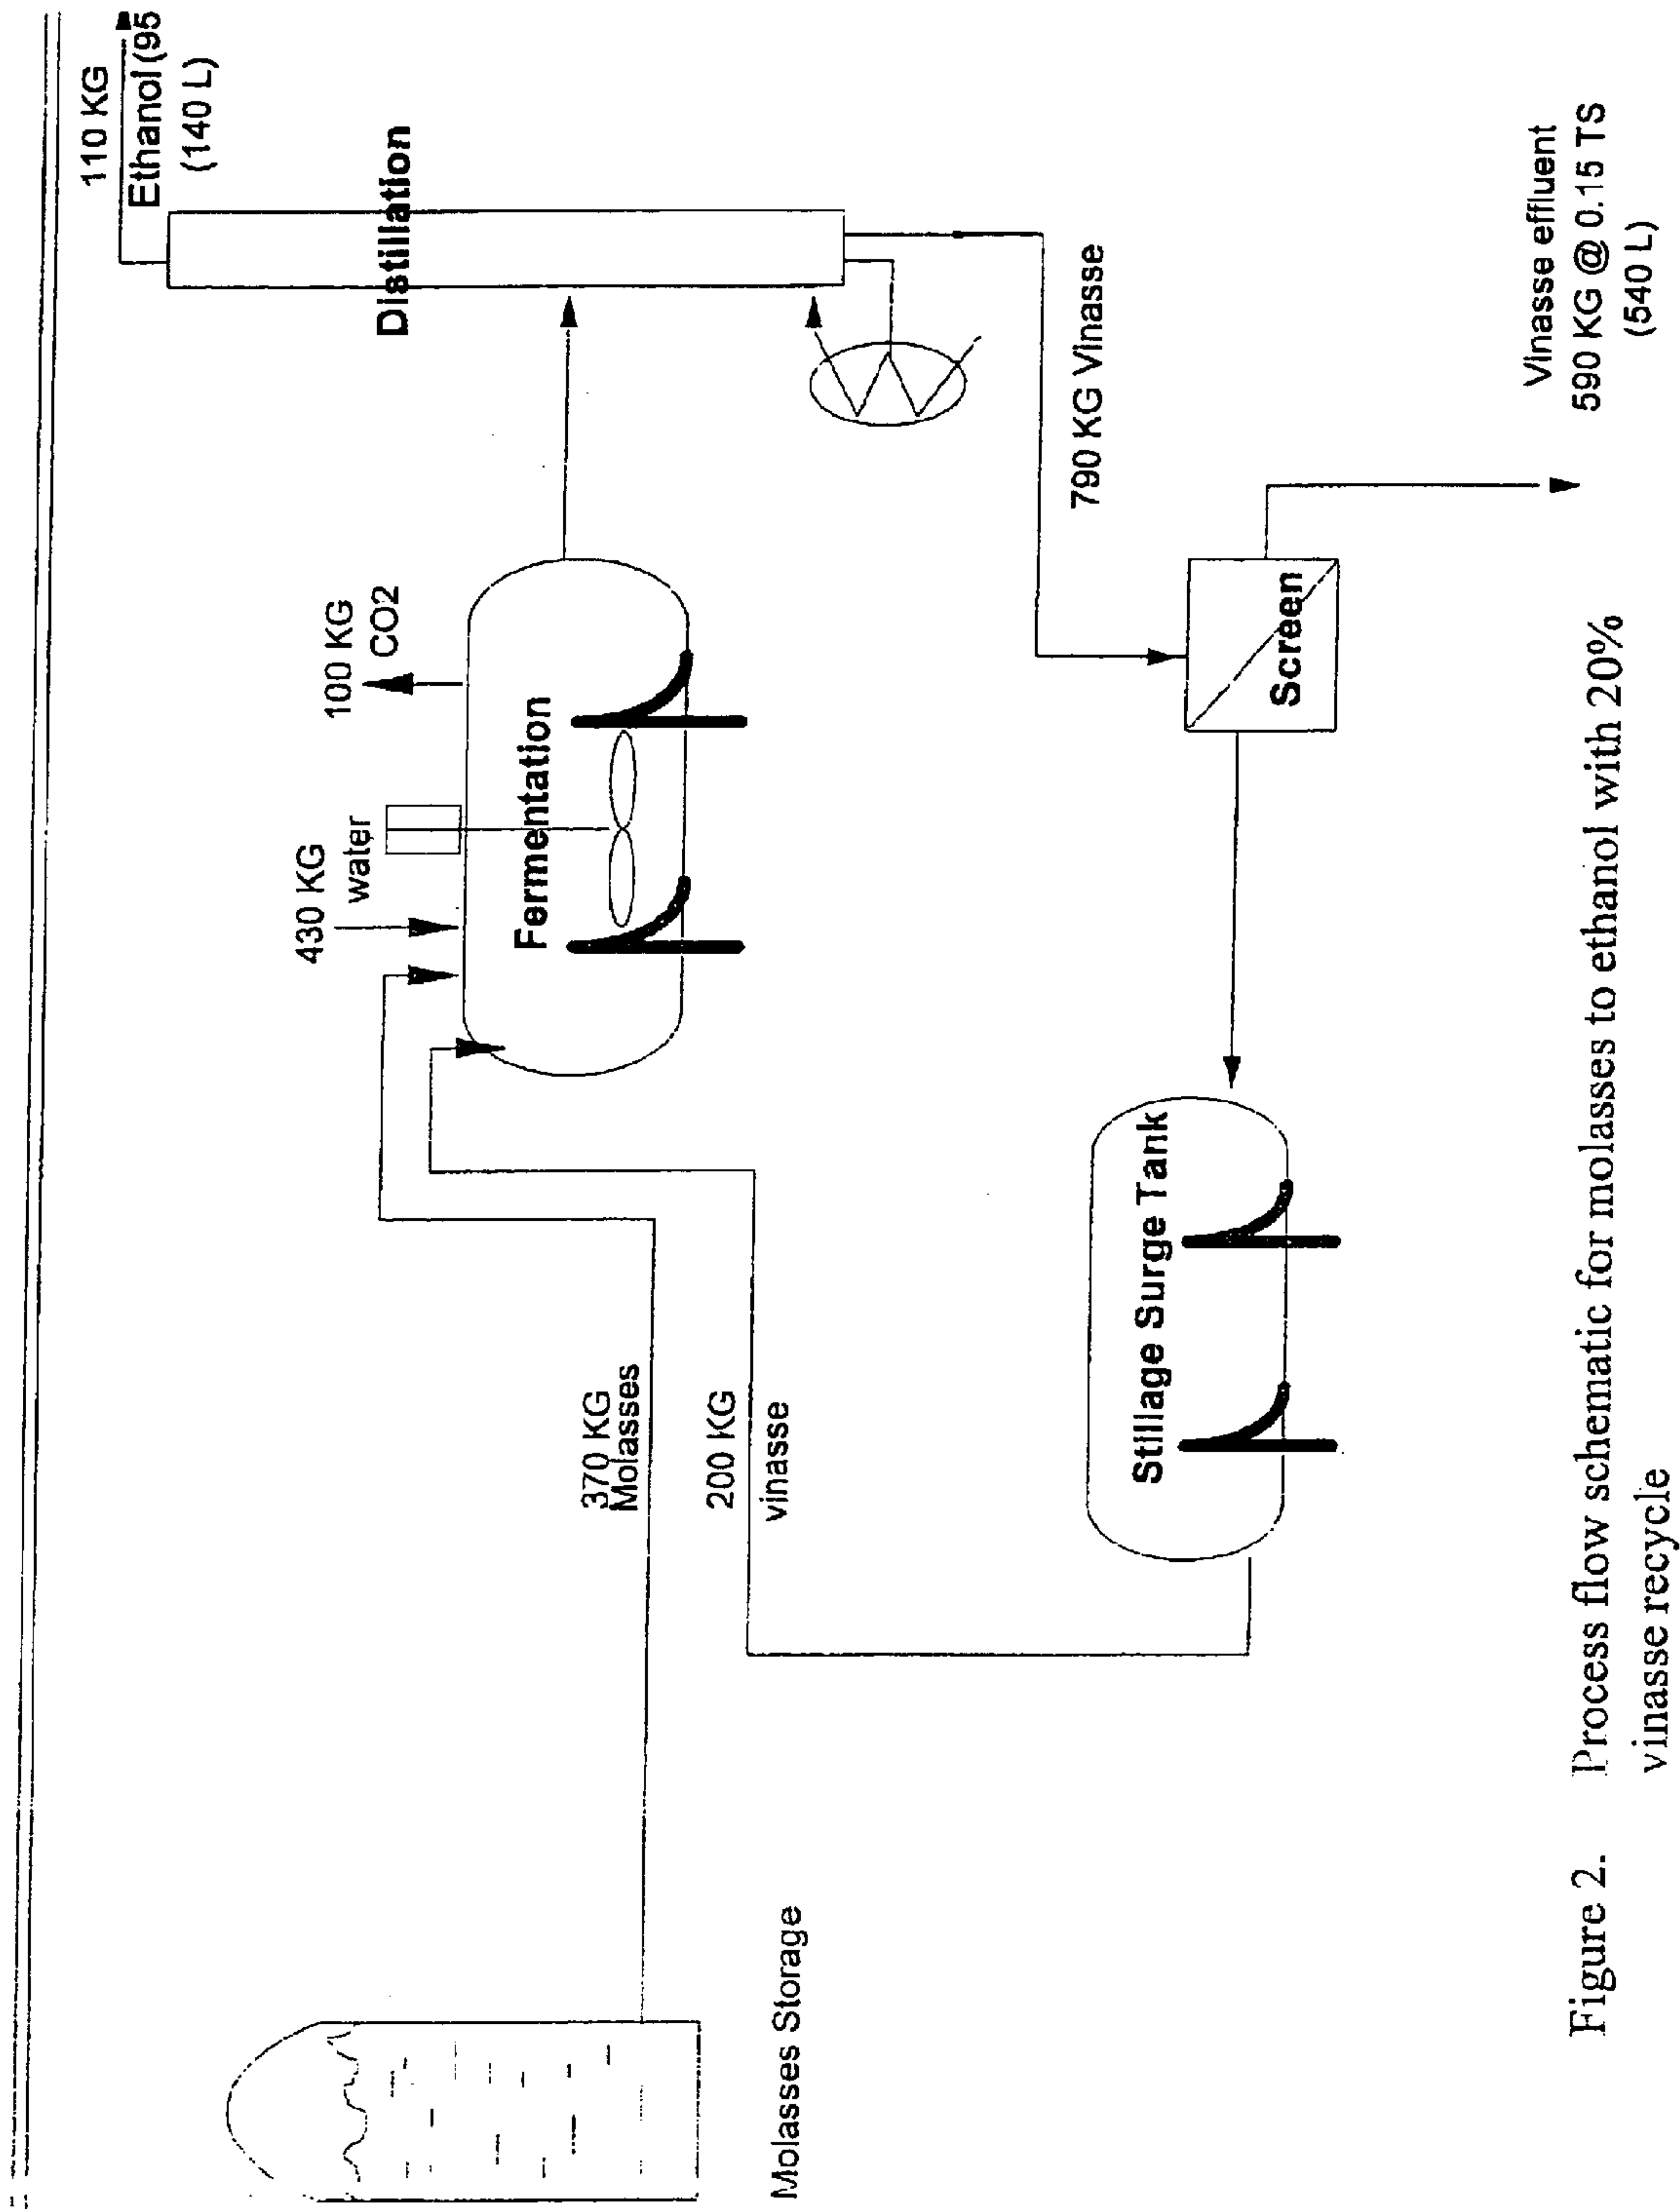 110 KG
Ethanol (95
(140 L)
Distillation
100 KG
CO2
430 KG
water
Fermentation
370 KG
Molasses
200 KG
vinasse
790 KG Vinasse
Screen
Stillage Surge Tank
Molasses Storage
Vinasse effluent
590 KG @ 0.15 TS
(540 L)
Figure 2. Process flow schematic for molasses to ethanol with 20%
vinasse recycle